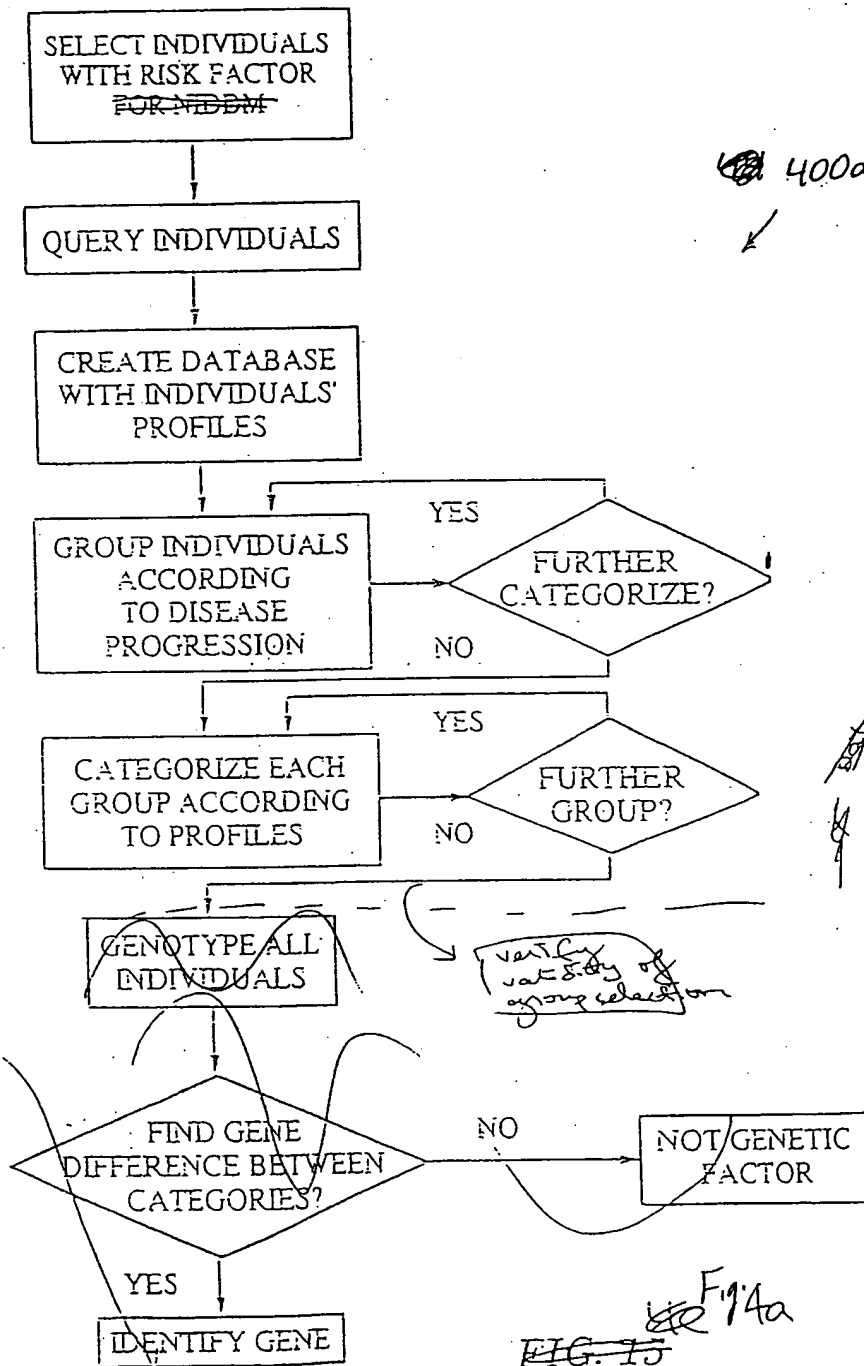 SELECT INDIVIDUALS
WITH RISK FACTOR
FOR NIDDM
400a
QUERY INDIVIDUALS
CREATE DATABASE
WITH INDIVIDUALS'
PROFILES
YES
GROUP INDIVIDUALS
ACCORDING
TO DISEASE
PROGRESSION
FURTHER
CATEGORIZE?
NO
YES
CATEGORIZE EACH
GROUP ACCORDING
TO PROFILES
FURTHER
GROUP?
NO
GENOTYPE ALL
INDIVIDUALS
verify
validity of
group selection
FIND GENE
DIFFERENCE BETWEEN
CATEGORIES?
NO
NOT GENETIC
FACTOR
YES
IDENTIFY GENE
Fig. 4a
FIG. 15